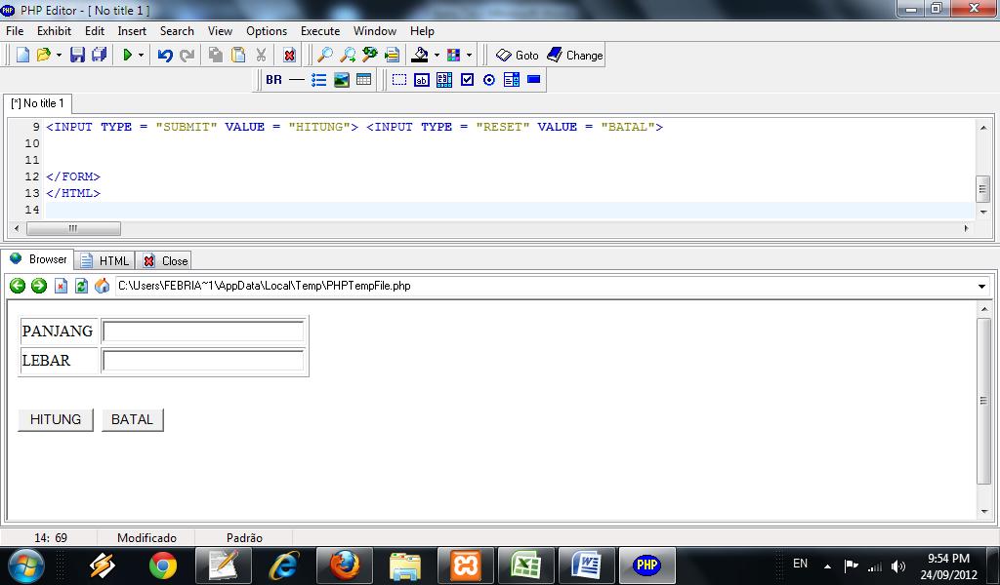 PHP Editor - [ No title 1 ]
File Exhibit Edit Insert Search View Options Execute Window Help
Goto Change
BR
[*] No title 1
9 <INPUT TYPE = "SUBMIT" VALUE = "HITUNG"> <INPUT TYPE = "RESET" VALUE = "BATAL">
10
11
12 </FORM>
13 </HTML>
14
Browser HTML Close
C:\Users\FEBRIA~1\AppData\Local\Temp\PHPTempFile.php
PANJANG
LEBAR
HITUNG BATAL
14: 69 Modificado Padrão
PHP EN 9:54 PM
24/09/2012